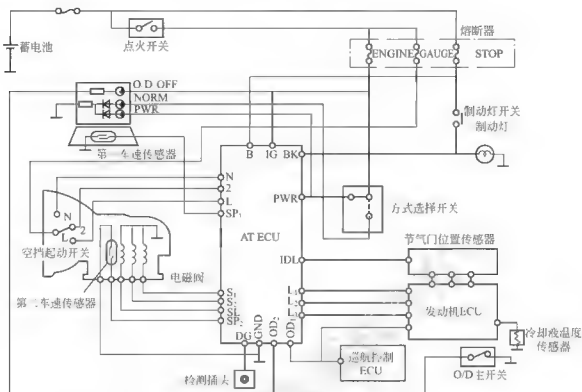 熔断器
蓄电池
点火开关
ENGINE GAUGE STOP
O/D OFF
NORM
PWR
制动灯开关
制动灯
第一车速传感器
B IG BK
N
2
L
SP₁
PWR
方式选择开关
AT ECU
N
2
L
空档起动开关
节气门位置传感器
IDL
电磁阀
第二车速传感器
S₁
S₂
SL
SP₂
L₁
L₂
L₃
发动机ECU
DG
GND
OD₂
OD₁
冷却液温度
传感器
巡航控制
ECU
O/D主开关
检测插头